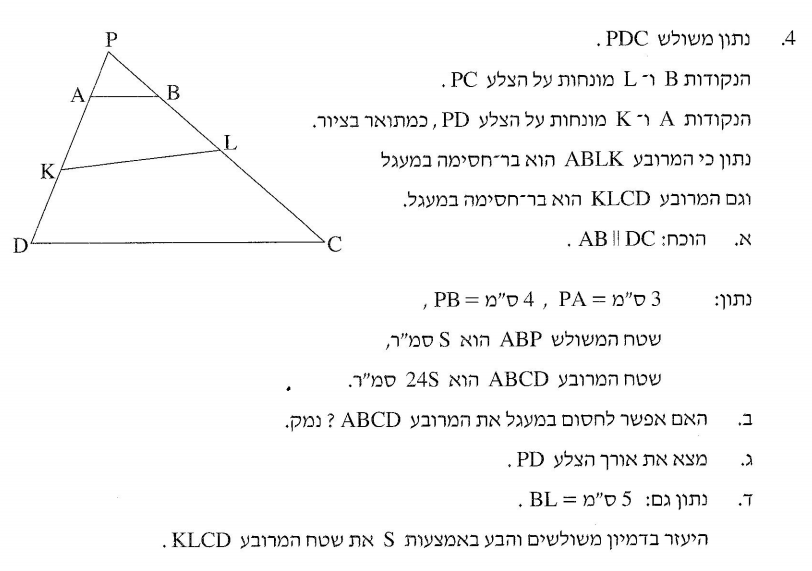 4. נתון משולש PDC .
הנקודות B ו־ L מונחות על הצלע PC .
הנקודות A ו־ K מונחות על הצלע PD , כמתואר בציור.
נתון כי המרובע ABLK הוא בר־חסימה במעגל
וגם המרובע KLCD הוא בר־חסימה במעגל.
א. הוכח: AB || DC .
נתון: 3 ס"מ = PA , 4 ס"מ = PB ,
שטח המשולש ABP הוא S סמ"ר,
שטח המרובע ABCD הוא 24S סמ"ר.
ב. האם אפשר לחסום במעגל את המרובע ABCD ? נמק.
ג. מצא את אורך הצלע PD .
ד. נתון גם: 5 ס"מ = BL .
היעזר בדמיון משולשים והבע באמצעות S את שטח המרובע KLCD .
P
A
B
L
K
D
C